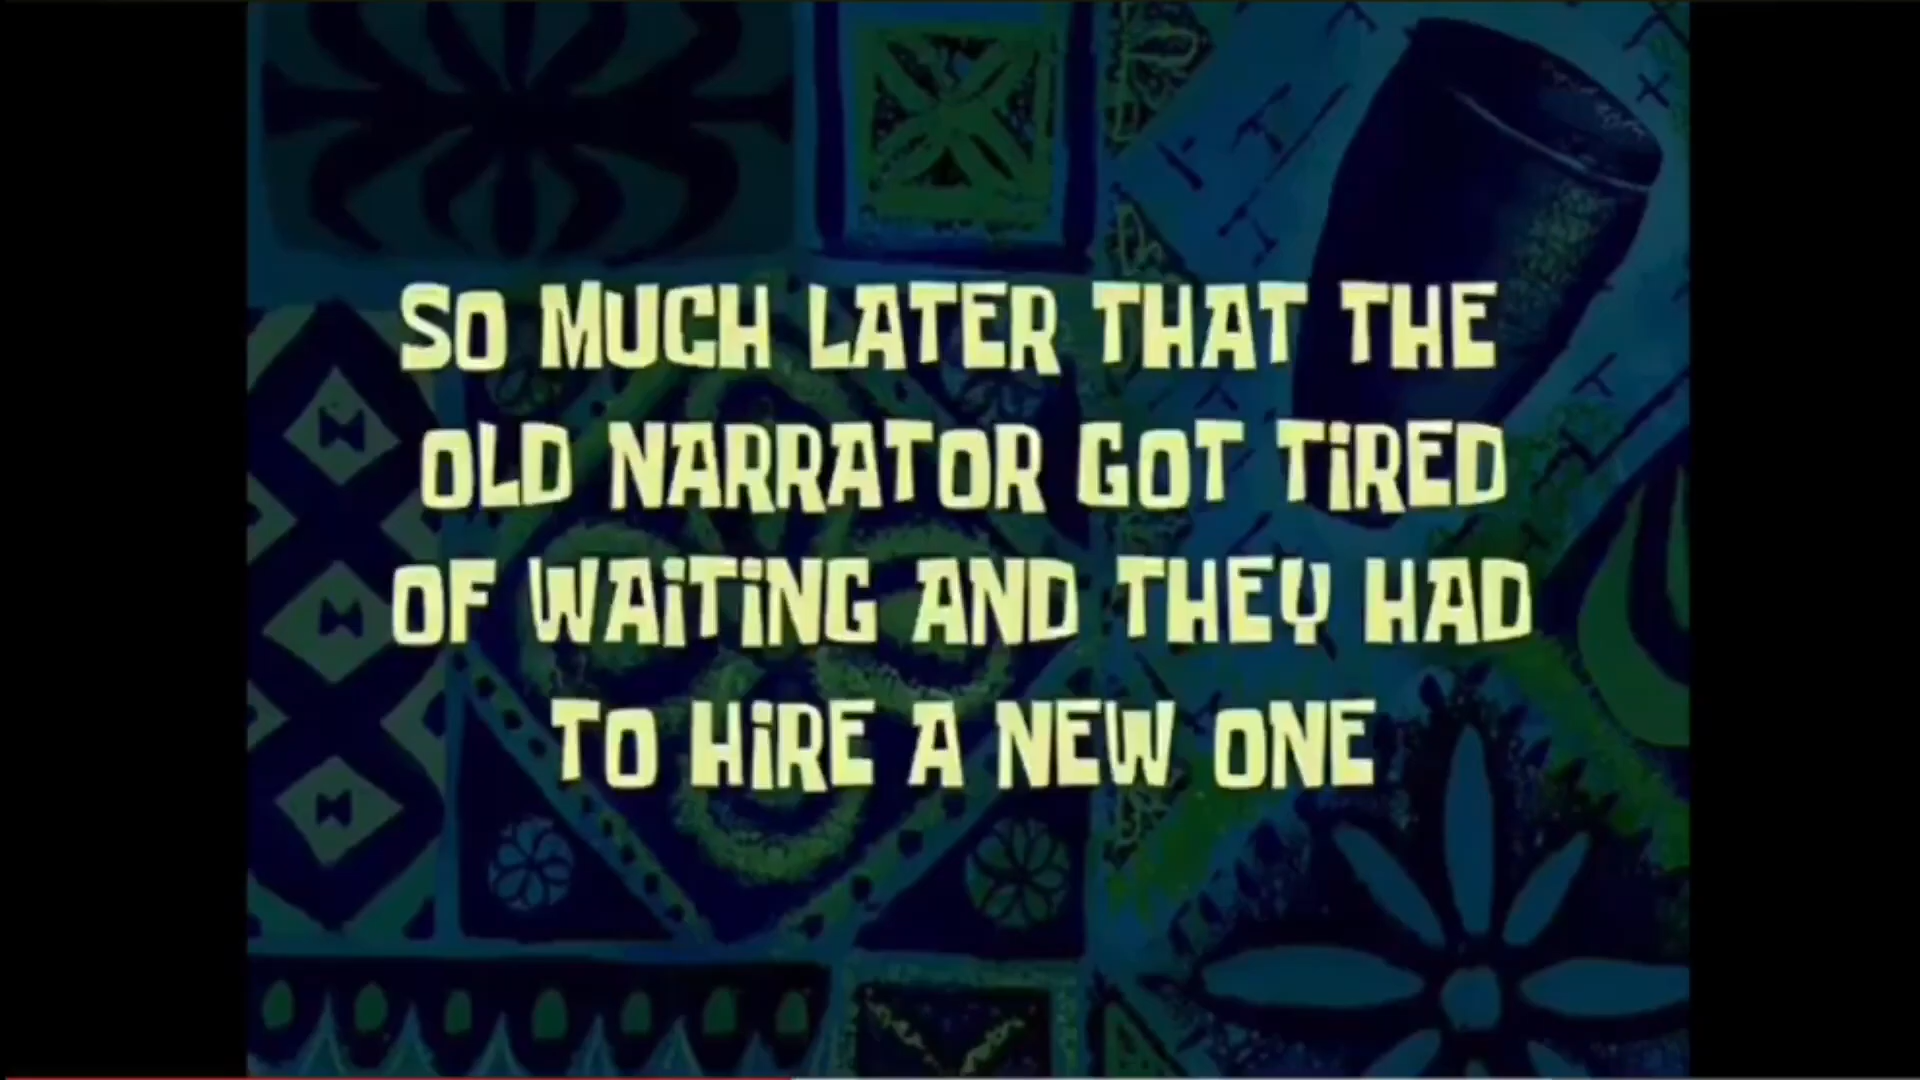 SO MUCH LATER THAT THE
OLD NARRATOR GOT TiRED
OF WAiTiNG AND THEY HAD
TO HiRE A NEW ONE